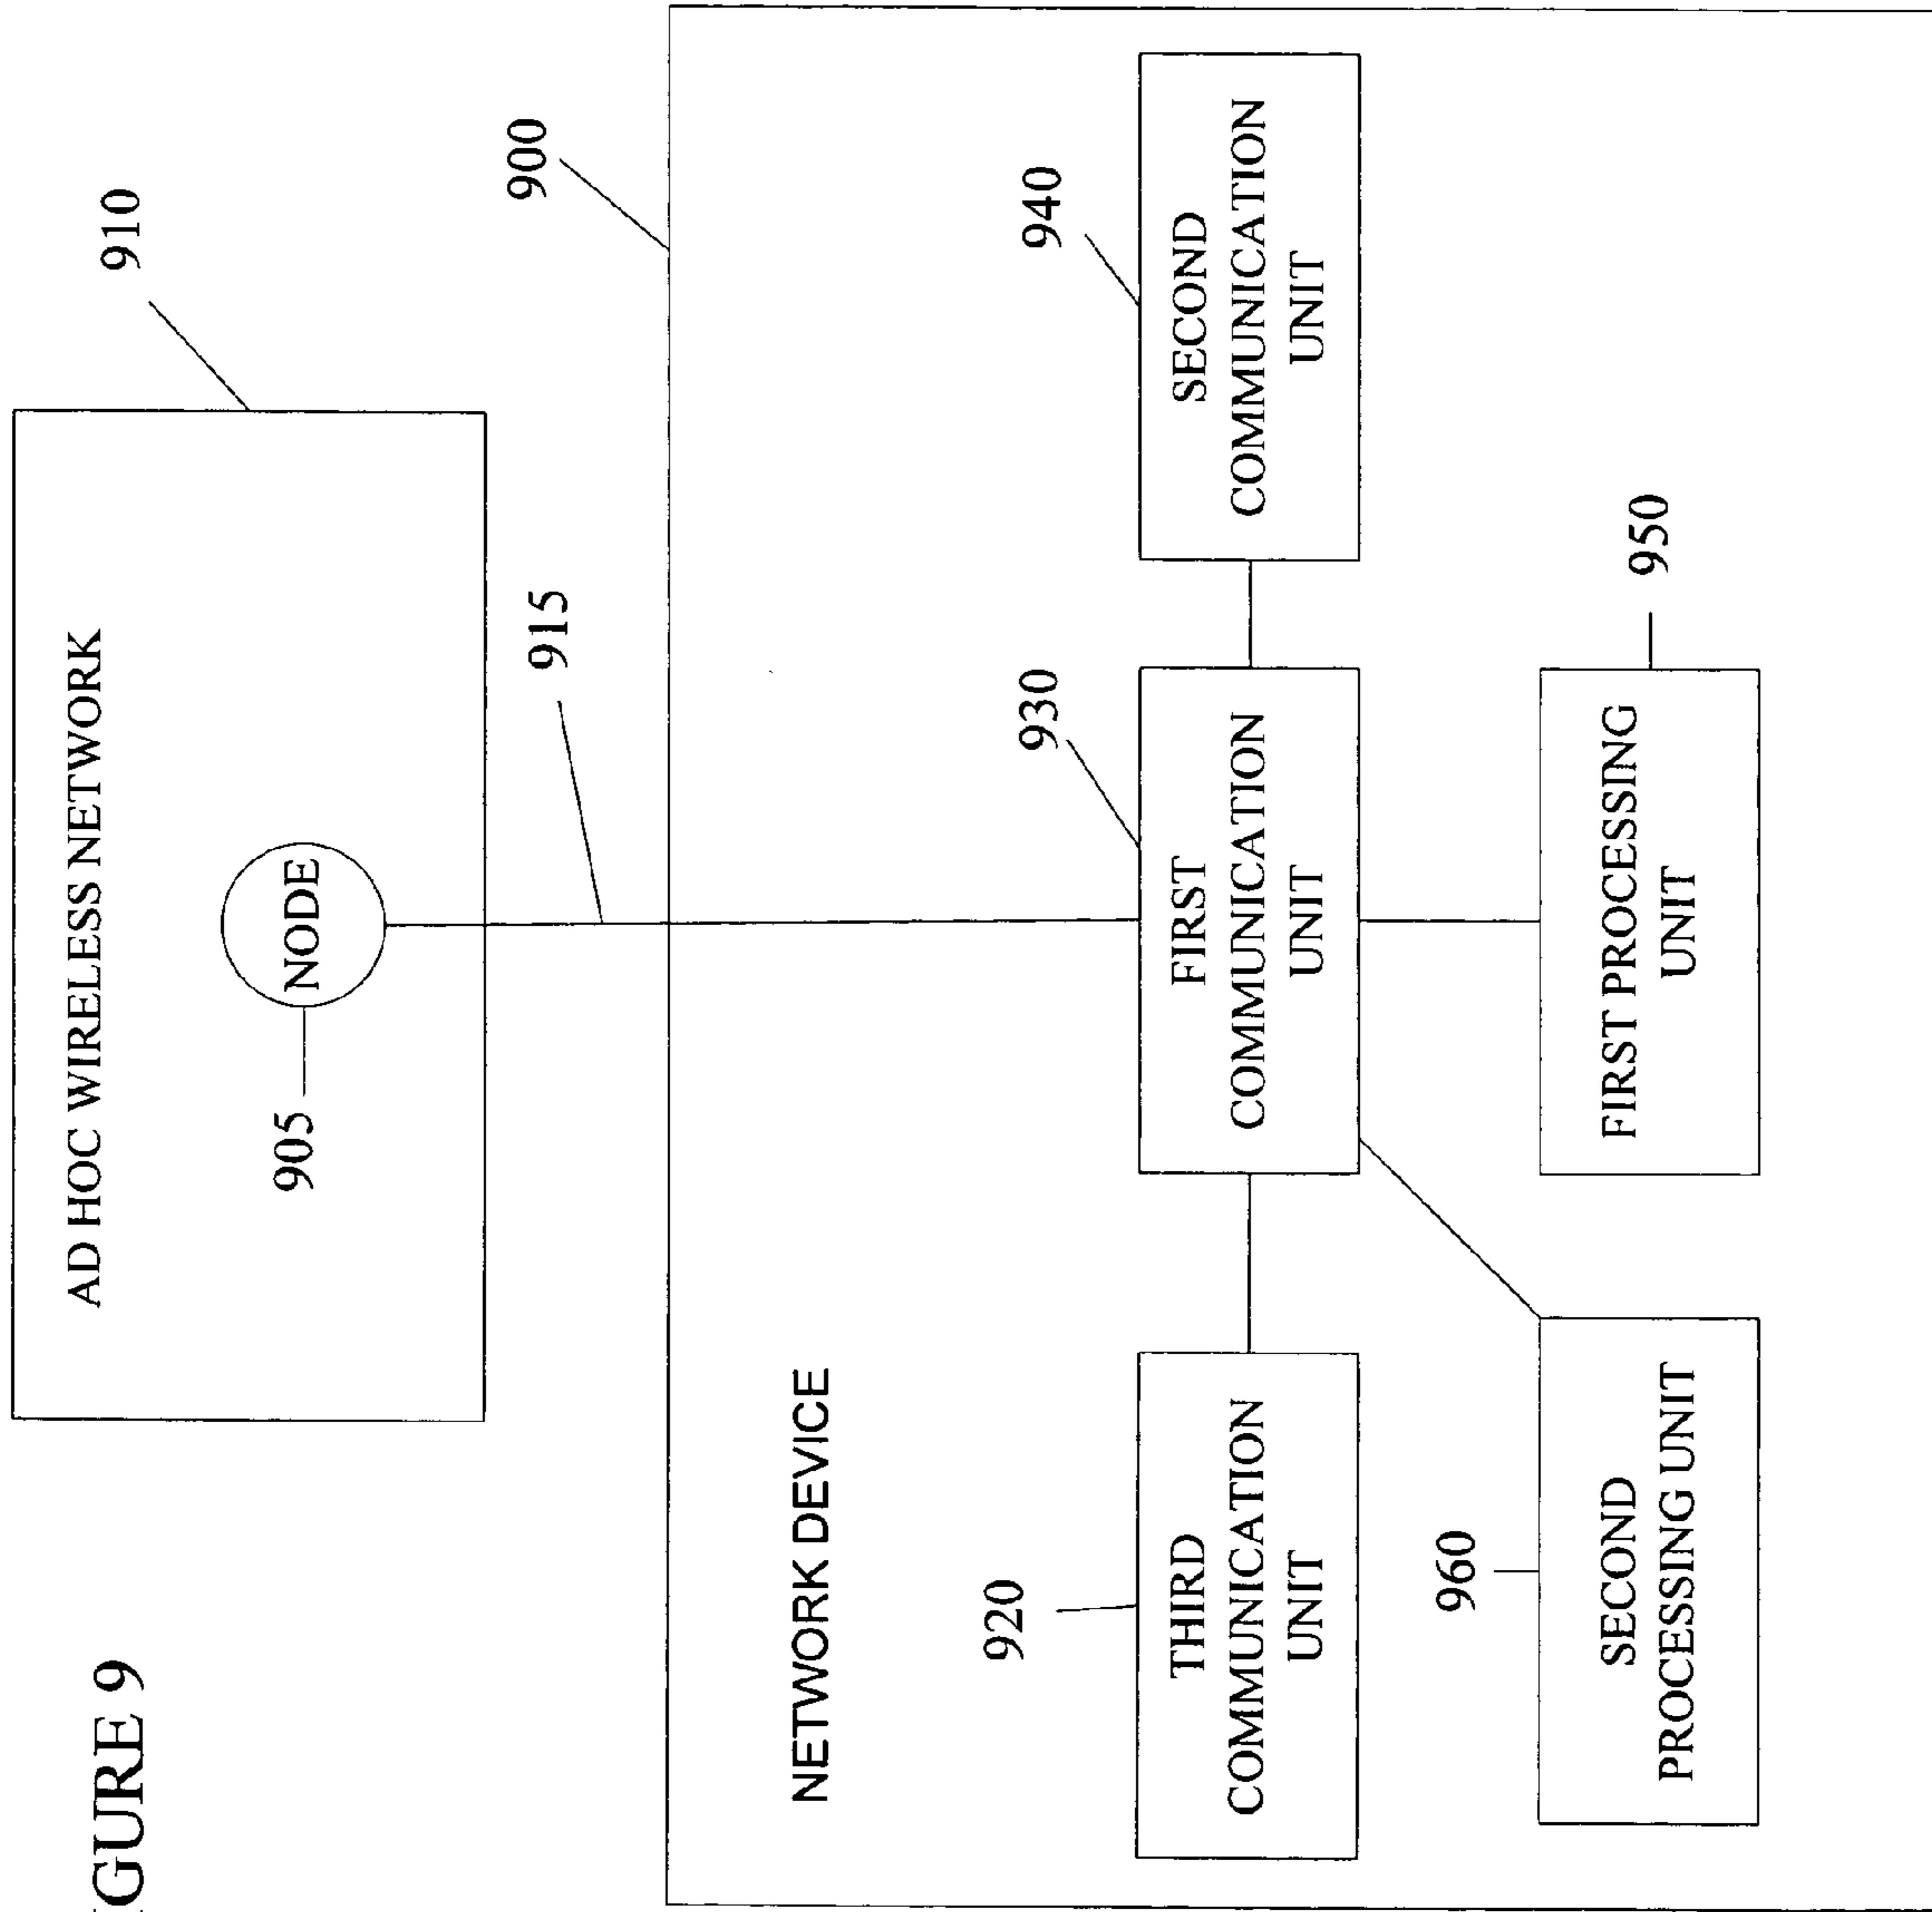 FIGURE 9
AD HOC WIRELESS NETWORK
910
905
NODE
915
900
NETWORK DEVICE
920
930
940
THIRD
COMMUNICATION
UNIT
FIRST
COMMUNICATION
UNIT
SECOND
COMMUNICATION
UNIT
960
SECOND
PROCESSING UNIT
FIRST PROCESSING
UNIT
950